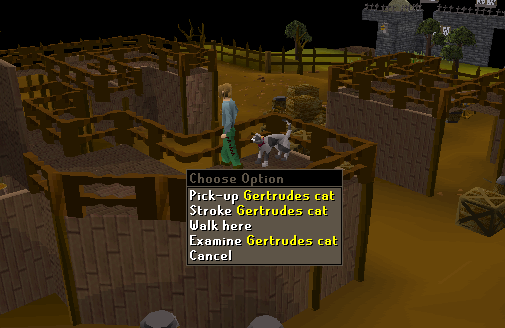 Choose Option
Pick-up Gertrudes cat
Stroke Gertrudes cat
Walk here
Examine Gertrudes cat
Cancel